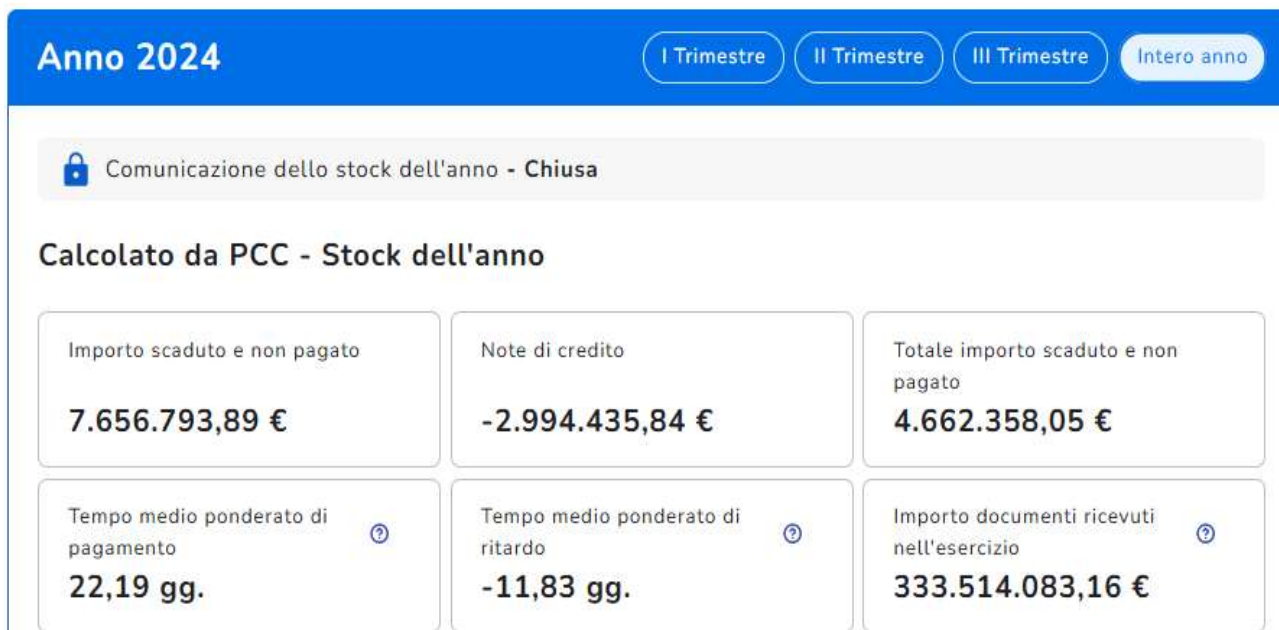 Anno 2024
I Trimestre
II Trimestre
III Trimestre
Intero anno
Comunicazione dello stock dell'anno - Chiusa
Calcolato da PCC - Stock dell'anno
Importo scaduto e non pagato
7.656.793,89 €
Note di credito
-2.994.435,84 €
Totale importo scaduto e non
pagato
4.662.358,05 €
Tempo medio ponderato di
pagamento
22,19 gg.
Tempo medio ponderato di
ritardo
-11,83 gg.
Importo documenti ricevuti
nell'esercizio
333.514.083,16 €